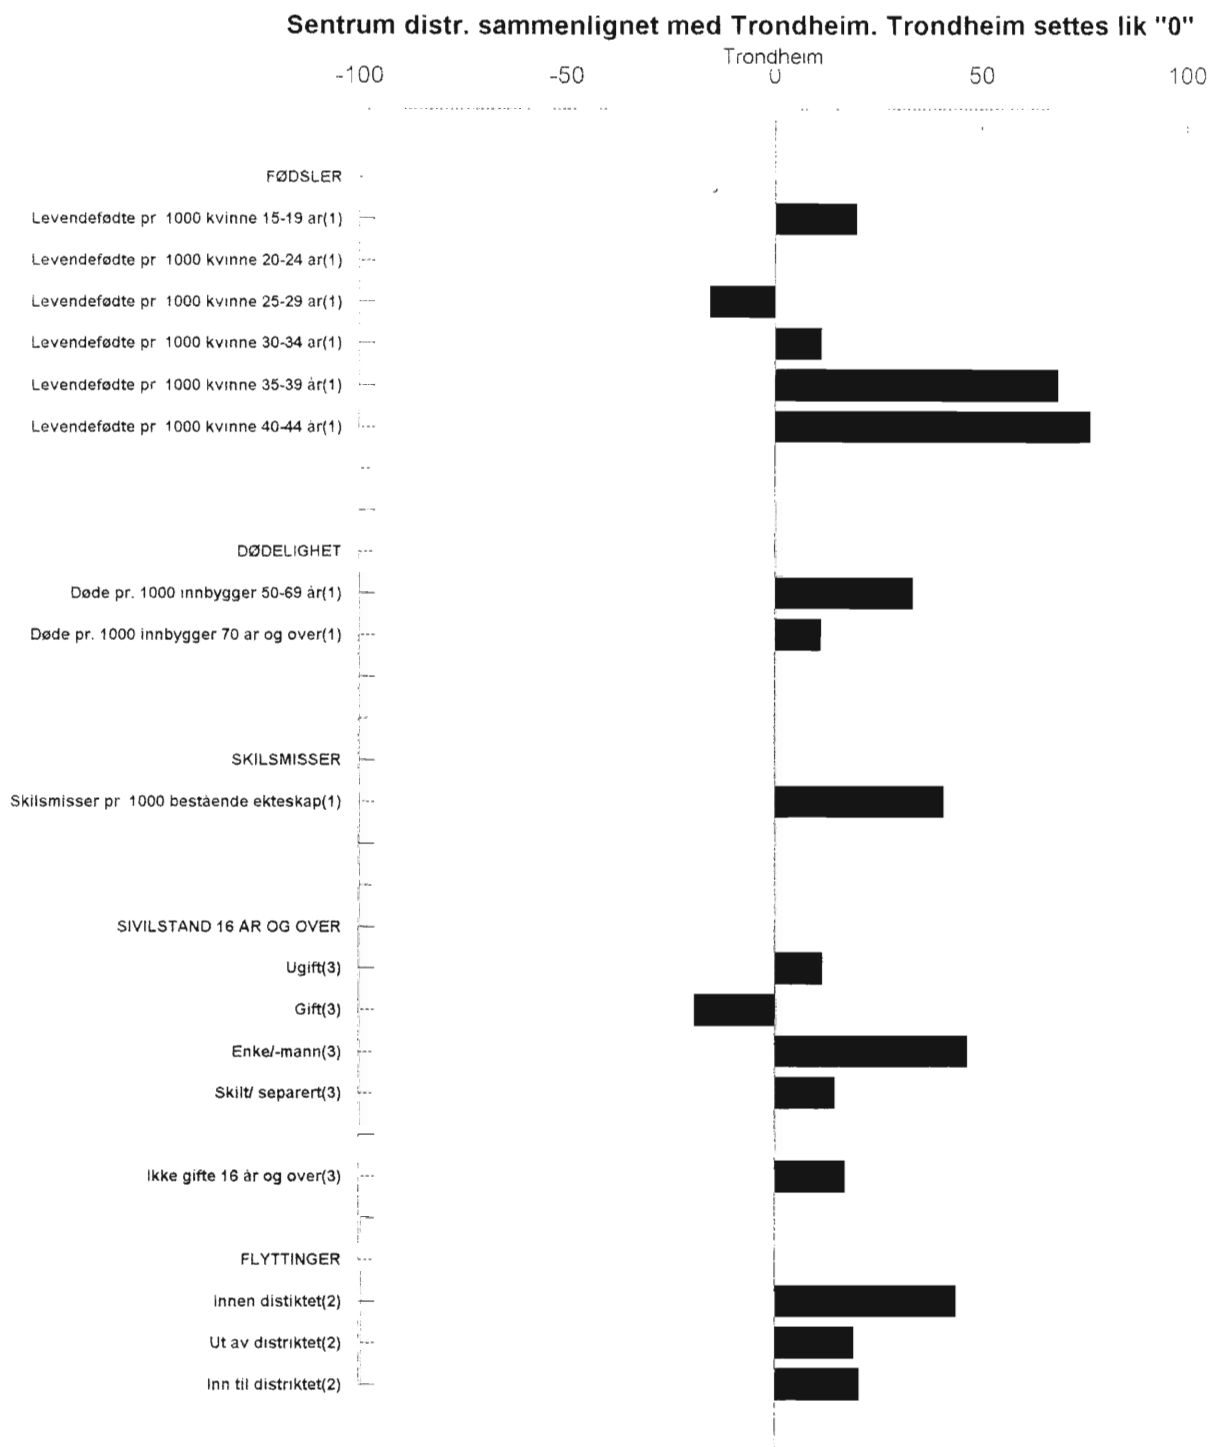 Sentrum distr. sammenlignet med Trondheim. Trondheim settes lik "0"
Trondheim
-100 -50 0 50 100
FØDSLER
Levendefødte pr 1000 kvinne 15-19 ar(1)
Levendefødte pr 1000 kvinne 20-24 ar(1)
Levendefødte pr 1000 kvinne 25-29 ar(1)
Levendefødte pr 1000 kvinne 30-34 ar(1)
Levendefødte pr 1000 kvinne 35-39 år(1)
Levendefødte pr 1000 kvinne 40-44 år(1)
DØDELIGHET
Døde pr. 1000 innbygger 50-69 år(1)
Døde pr. 1000 innbygger 70 ar og over(1)
SKILSMISSER
Skilsmisser pr 1000 bestående ekteskap(1)
SIVILSTAND 16 ÅR OG OVER
Ugift(3)
Gift(3)
Enke/-mann(3)
Skilt/ separert(3)
Ikke gifte 16 år og over(3)
FLYTTINGER
Innen distiktet(2)
Ut av distriktet(2)
Inn til distriktet(2)